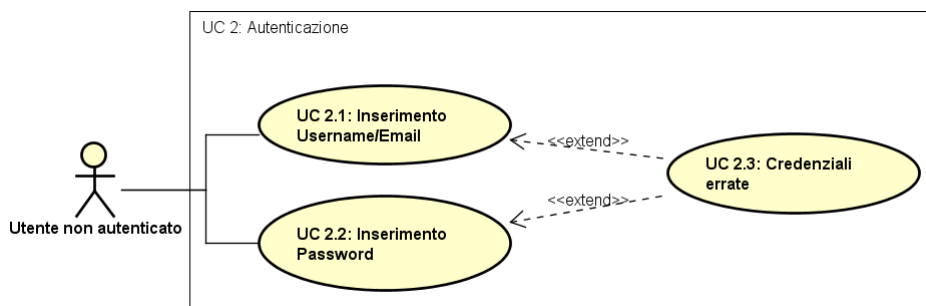 UC 2: Autenticazione
UC 2.1: Inserimento
Username/Email
<<extend>>
UC 2.3: Credenziali
errate
<<extend>>
Utente non autenticato
UC 2.2: Inserimento
Password